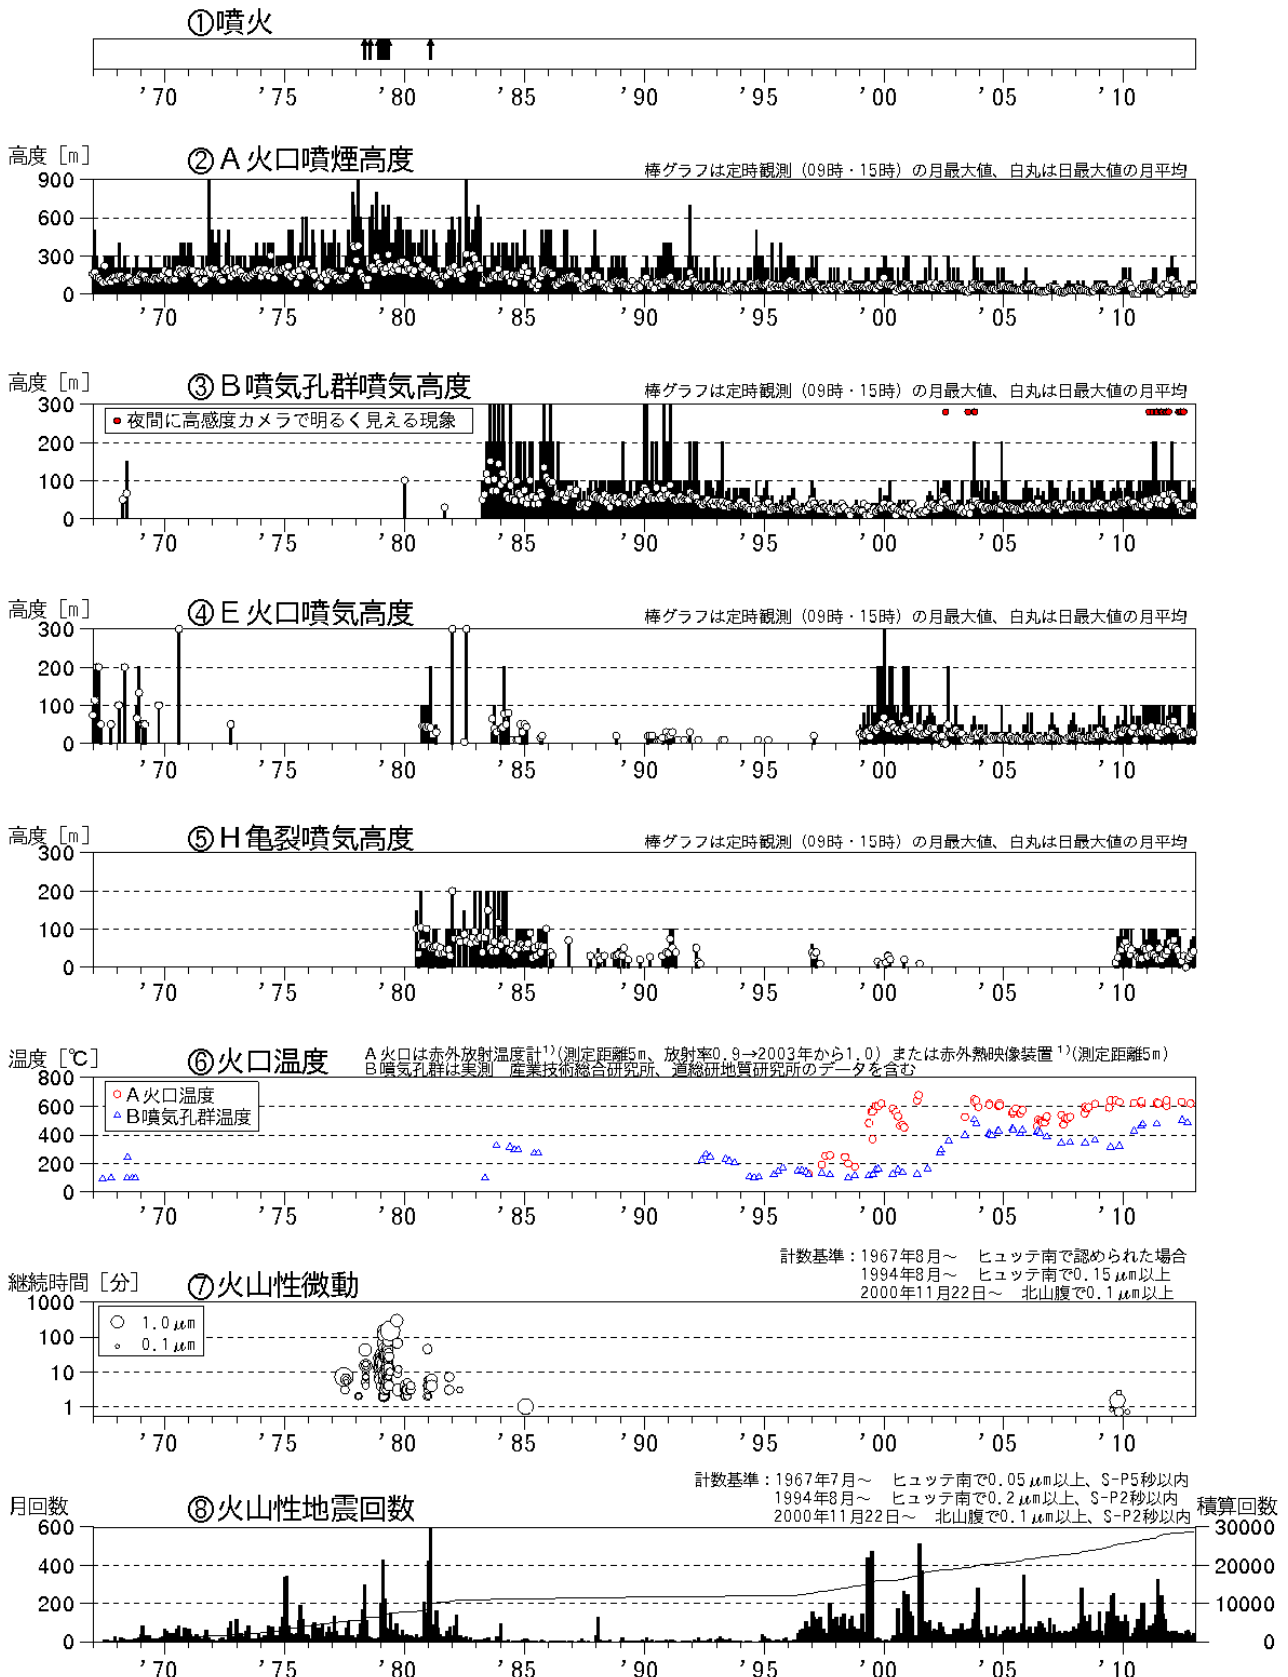 ①噴火
'70 '75 '80 '85 '90 '95 '00 '05 '10
高度 [m] ②A火口噴煙高度 棒グラフは定時観測 (09時・15時) の月最大値、白丸は日最大値の月平均
900
600
300
0
'70 '75 '80 '85 '90 '95 '00 '05 '10
高度 [m] ③B噴気孔群噴気高度 棒グラフは定時観測 (09時・15時) の月最大値、白丸は日最大値の月平均
300
夜間に高感度カメラで明るく見える現象
200
100
0
'70 '75 '80 '85 '90 '95 '00 '05 '10
高度 [m] ④E火口噴気高度 棒グラフは定時観測 (09時・15時) の月最大値、白丸は日最大値の月平均
300
200
100
0
'70 '75 '80 '85 '90 '95 '00 '05 '10
高度 [m] ⑤H亀裂噴気高度 棒グラフは定時観測 (09時・15時) の月最大値、白丸は日最大値の月平均
300
200
100
0
'70 '75 '80 '85 '90 '95 '00 '05 '10
温度 [℃] ⑥火口温度 A火口は赤外放射温度計¹⁾(測定距離5m、放射率0.9→2003年から1.0) または赤外熱映像装置¹⁾(測定距離5m)
B噴気孔群は実測 産業技術総合研究所、道総研地質研究所のデータを含む
800
A火口温度
B噴気孔群温度
600
400
200
0
'70 '75 '80 '85 '90 '95 '00 '05 '10
計数基準：1967年8月～ ヒュッテ南で認められた場合
1994年8月～ ヒュッテ南で0.15μm以上
2000年11月22日～ 北山腹で0.1μm以上
継続時間 [分] ⑦火山性微動
1000
1.0μm
0.1μm
100
10
1
'70 '75 '80 '85 '90 '95 '00 '05 '10
計数基準：1967年7月～ ヒュッテ南で0.05μm以上、S-P5秒以内
1994年8月～ ヒュッテ南で0.2μm以上、S-P2秒以内
2000年11月22日～ 北山腹で0.1μm以上、S-P2秒以内
月回数 ⑧火山性地震回数 積算回数
600 30000
400 20000
200 10000
0 0
'70 '75 '80 '85 '90 '95 '00 '05 '10